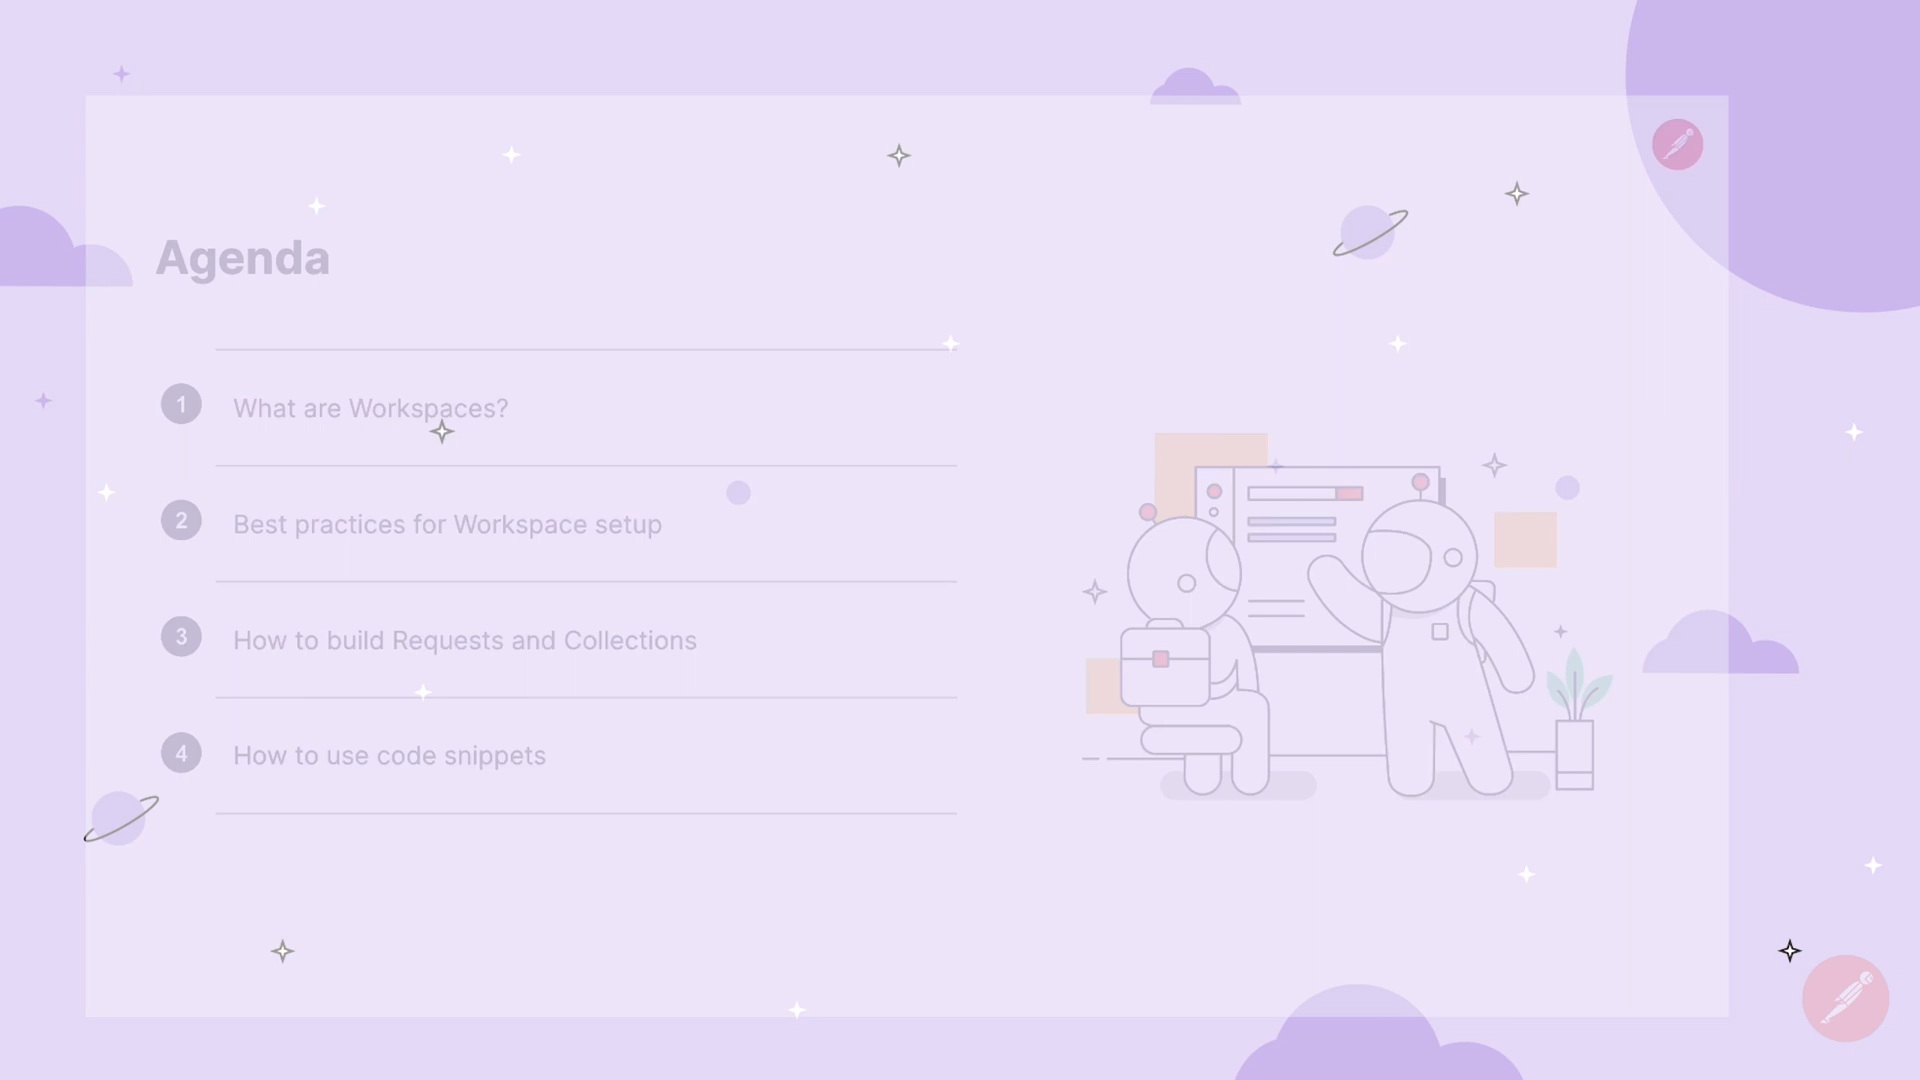 Agenda
1 What are Workspaces?
2 Best practices for Workspace setup
3 How to build Requests and Collections
4 How to use code snippets